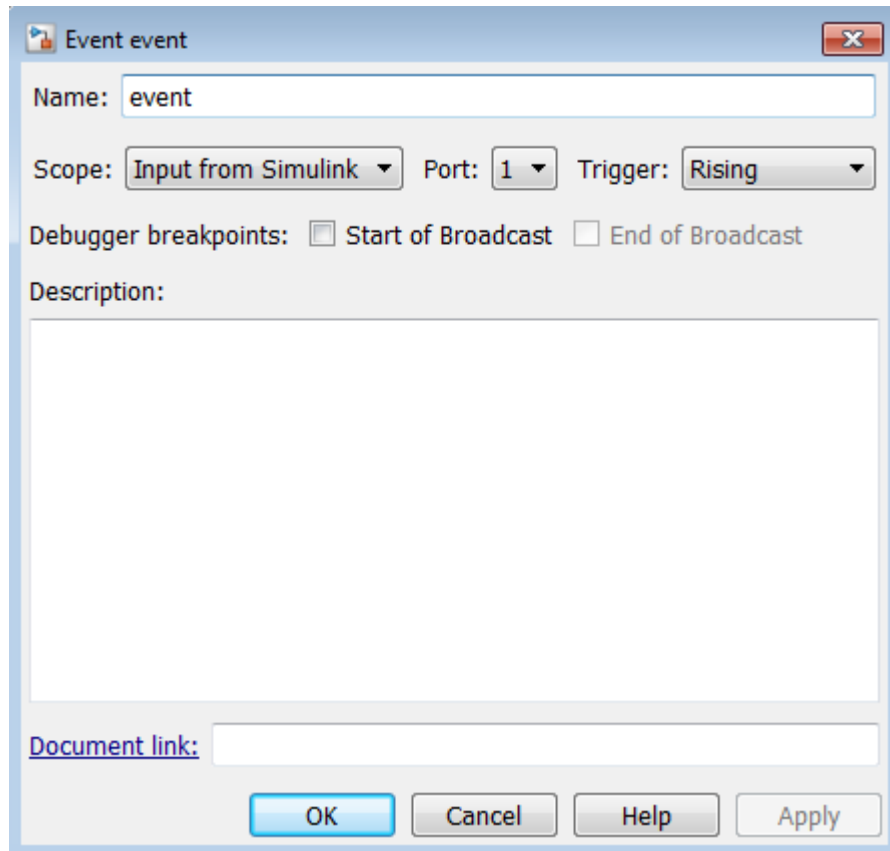 Event event
Name: event
Scope: Input from Simulink Port: 1 Trigger: Rising
Debugger breakpoints: Start of Broadcast End of Broadcast
Description:
Document link:
OK Cancel Help Apply